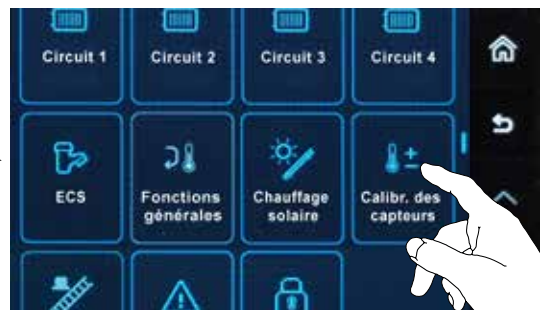 Circuit 1
Circuit 2
Circuit 3
Circuit 4
ECS
Fonctions
générales
Chauffage
solaire
Calibr. des
capteurs